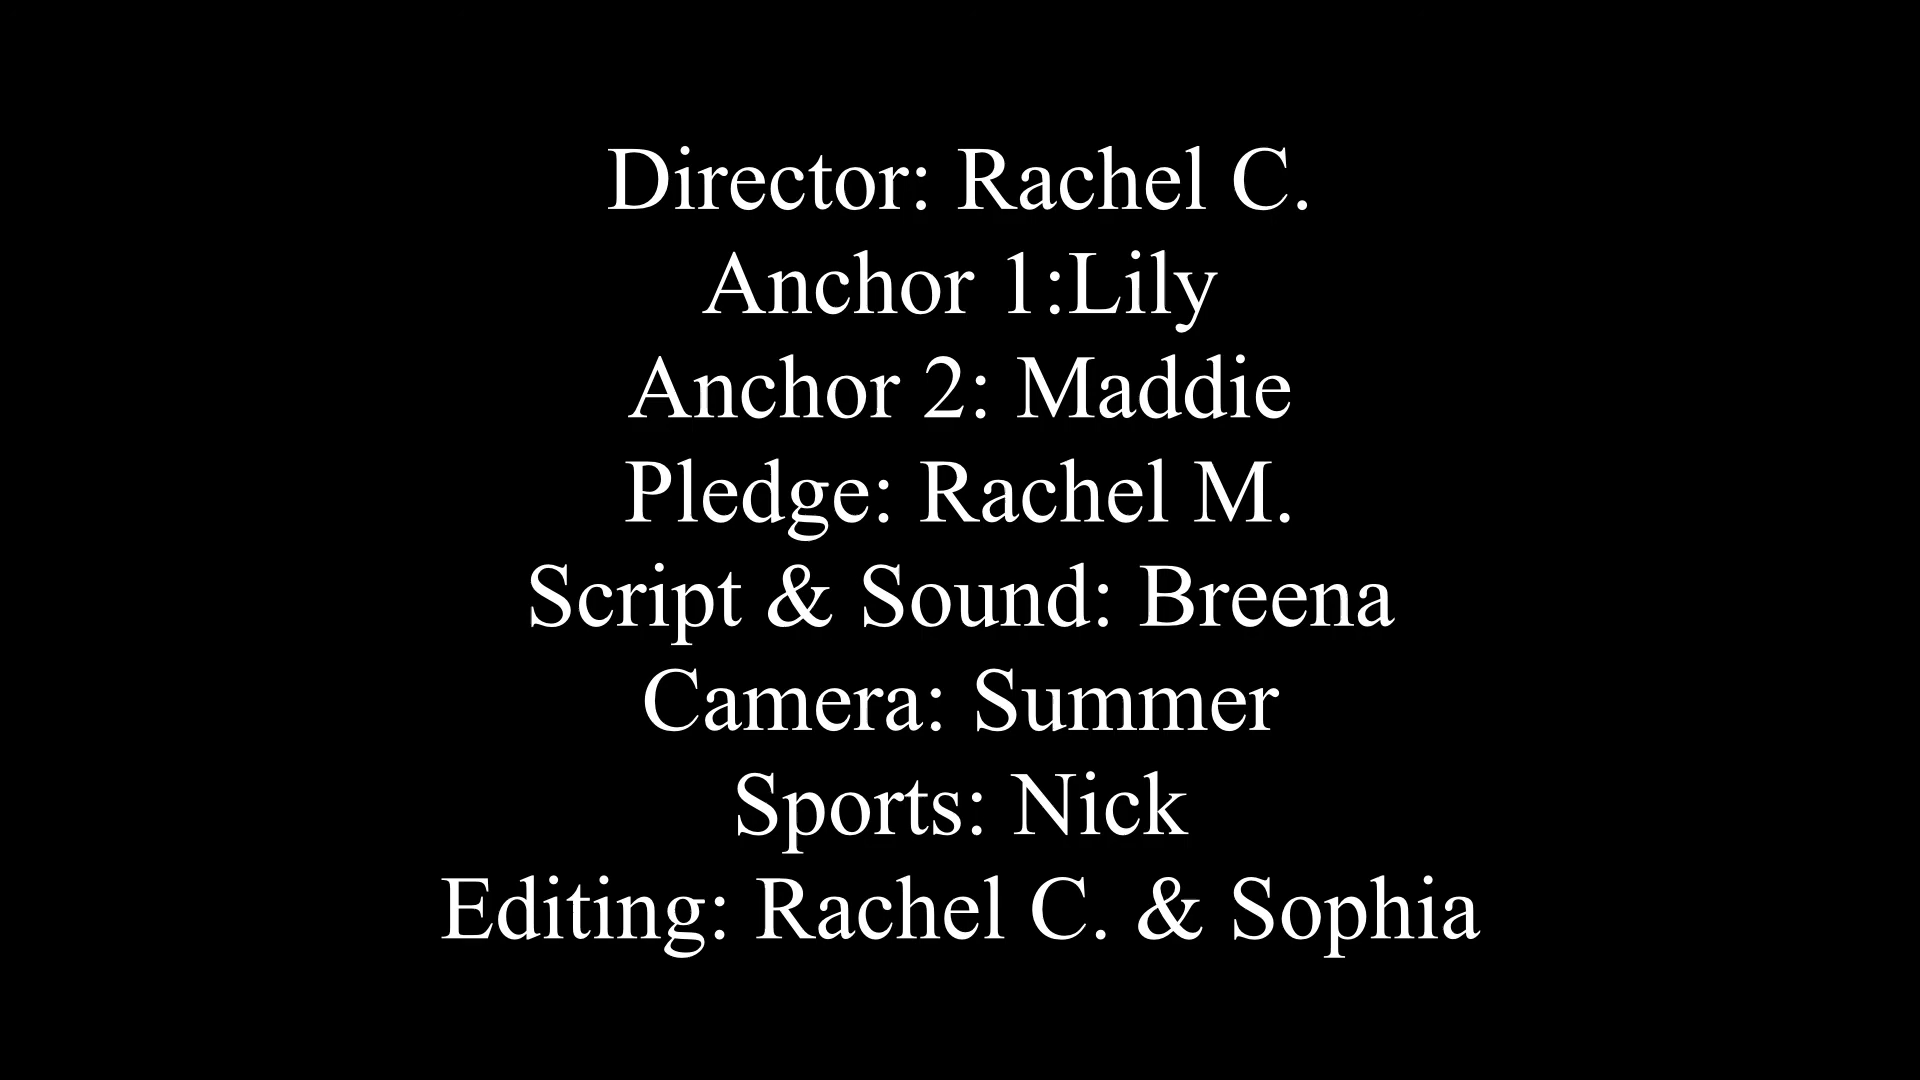 Director: Rachel C.
Anchor 1:Lily
Anchor 2: Maddie
Pledge: Rachel M.
Script & Sound: Breena
Camera: Summer
Sports: Nick
Editing: Rachel C. & Sophia